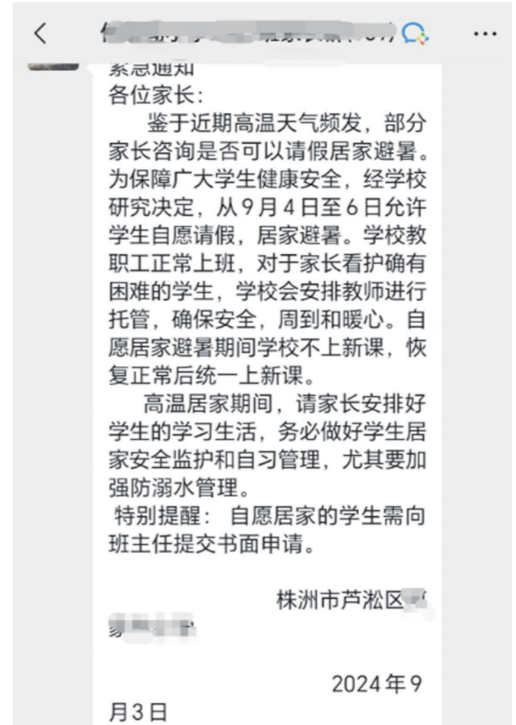 紧急通知
各位家长：
鉴于近期高温天气频发，部分
家长咨询是否可以请假居家避暑。
为保障广大学生健康安全，经学校
研究决定，从9月4日至6日允许
学生自愿请假，居家避暑。学校教
职工正常上班，对于家长看护确有
困难的学生，学校会安排教师进行
托管，确保安全，周到和暖心。自
愿居家避暑期间学校不上新课，恢
复正常后统一上新课。
高温居家期间，请家长安排好
学生的学习生活，务必做好学生居
家安全监护和自习管理，尤其要加
强防溺水管理。
特别提醒： 自愿居家的学生需向
班主任提交书面申请。
株洲市芦淞区
2024年9
月3日